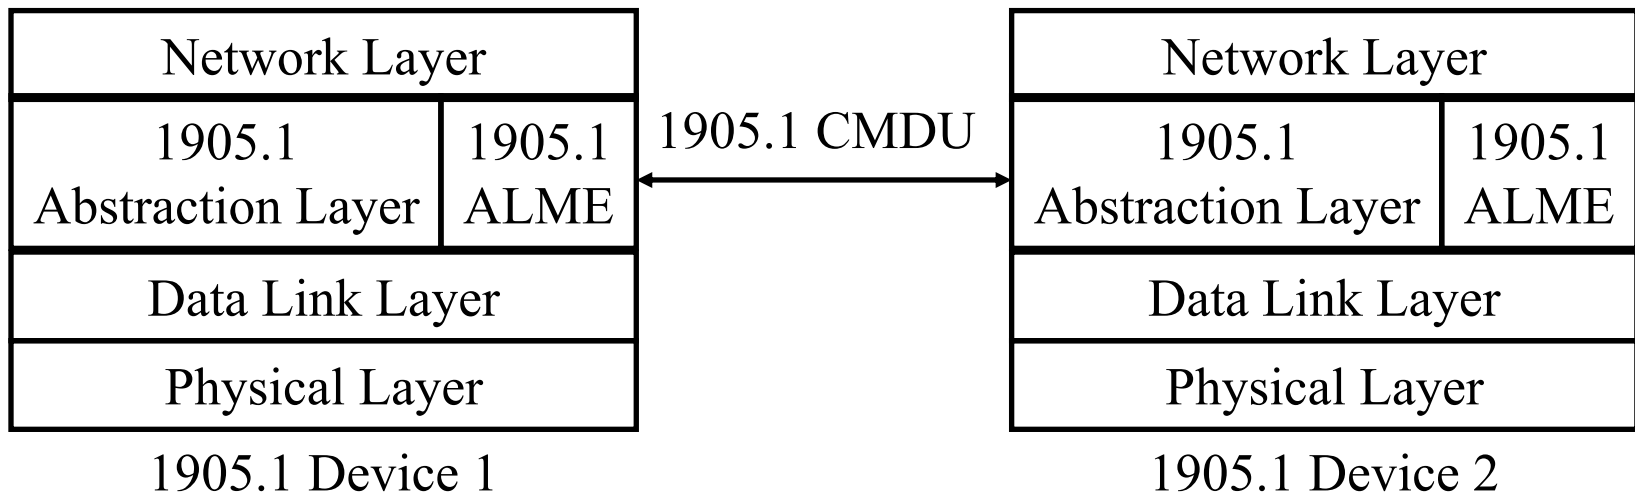 Network Layer
1905.1
Abstraction Layer
1905.1
ALME
Data Link Layer
Physical Layer
1905.1 Device 1
1905.1 CMDU
Network Layer
1905.1
Abstraction Layer
1905.1
ALME
Data Link Layer
Physical Layer
1905.1 Device 2